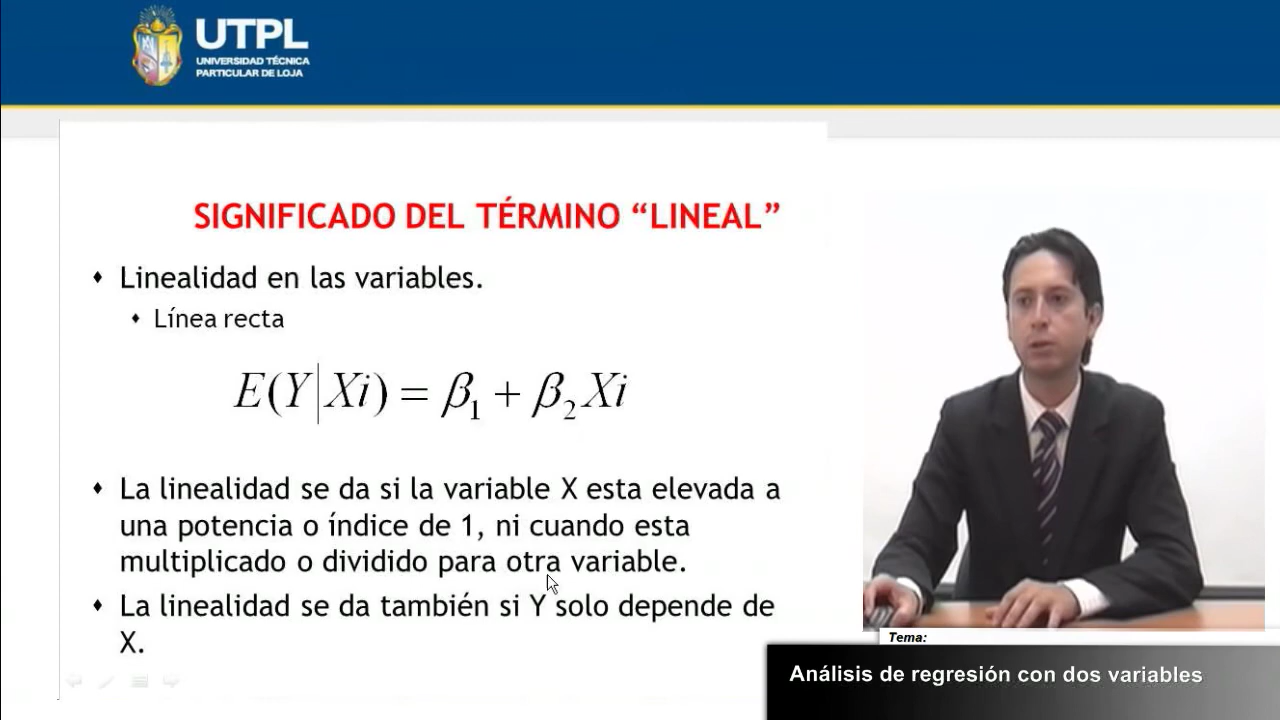 UTPL
UNIVERSIDAD TÉCNICA
PARTICULAR DE LOJA
SIGNIFICADO DEL TÉRMINO “LINEAL”
Linealidad en las variables.
Línea recta
E(Y|Xi) = β₁ + β₂Xi
La linealidad se da si la variable X esta elevada a
una potencia o índice de 1, ni cuando esta
multiplicado o dividido para otra variable.
La linealidad se da también si Y solo depende de
X.
Tema:
Análisis de regresión con dos variables